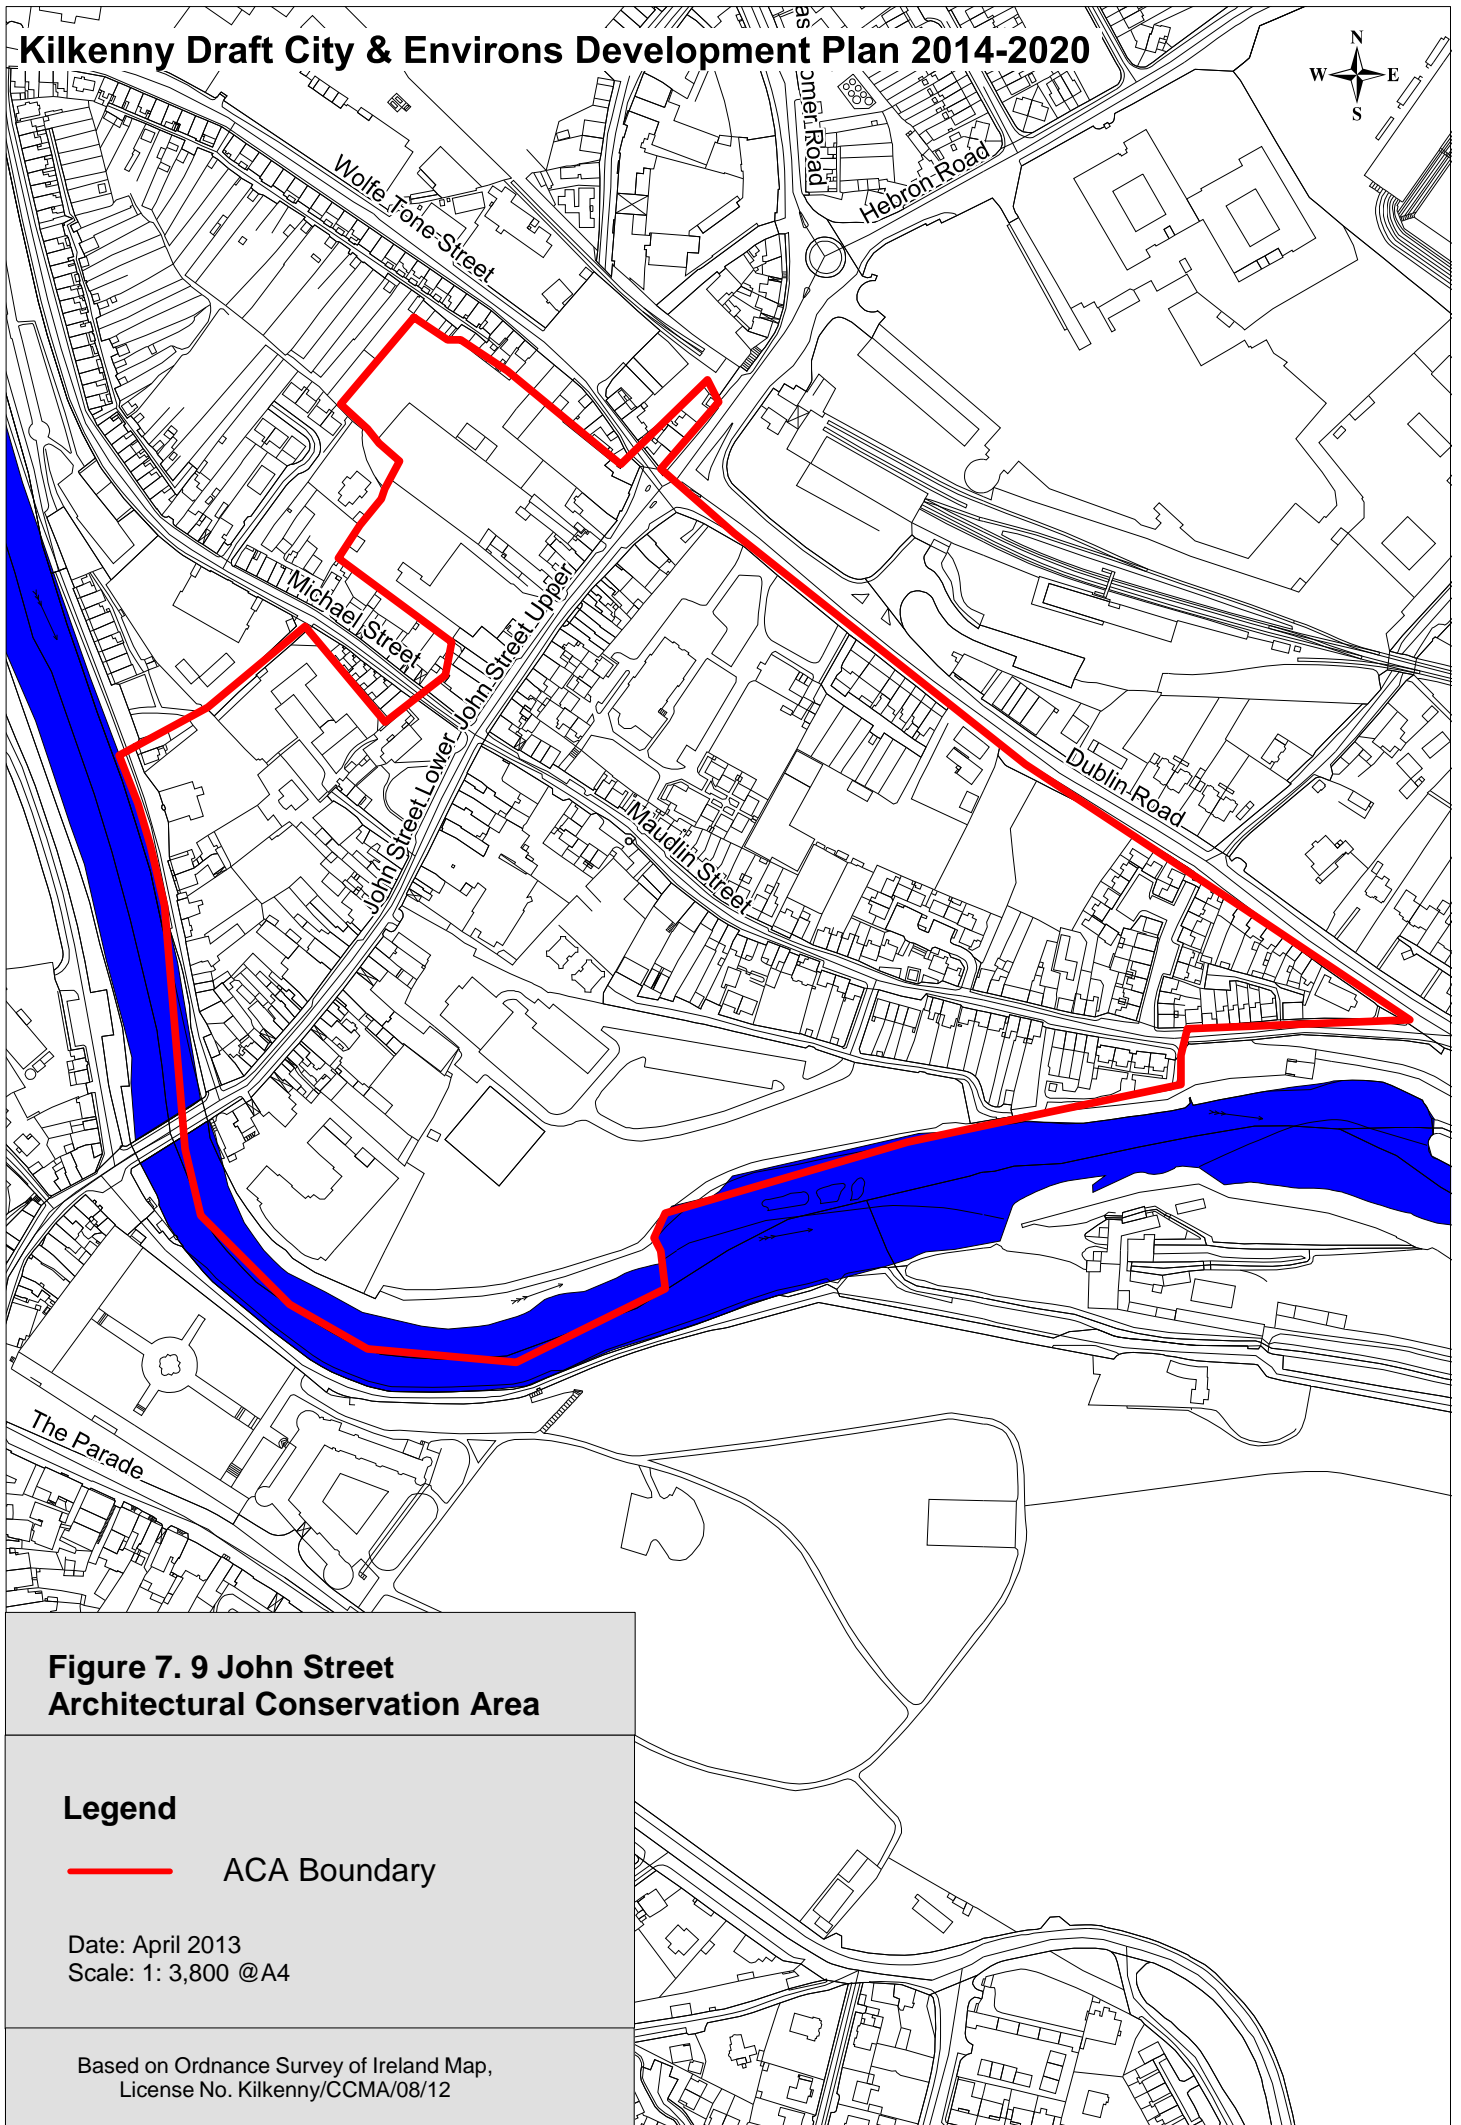 Kilkenny Draft City & Environs Development Plan 2014-2020
N
W E
S
Road
Hebron Road
Wolfe Tone Street
Michael Street
John Street Upper
John Street Lower
Maudlin Street
Dublin Road
The Parade
Figure 7. 9 John Street
Architectural Conservation Area
Legend
ACA Boundary
Date: April 2013
Scale: 1: 3,800 @A4
Based on Ordnance Survey of Ireland Map,
License No. Kilkenny/CCMA/08/12